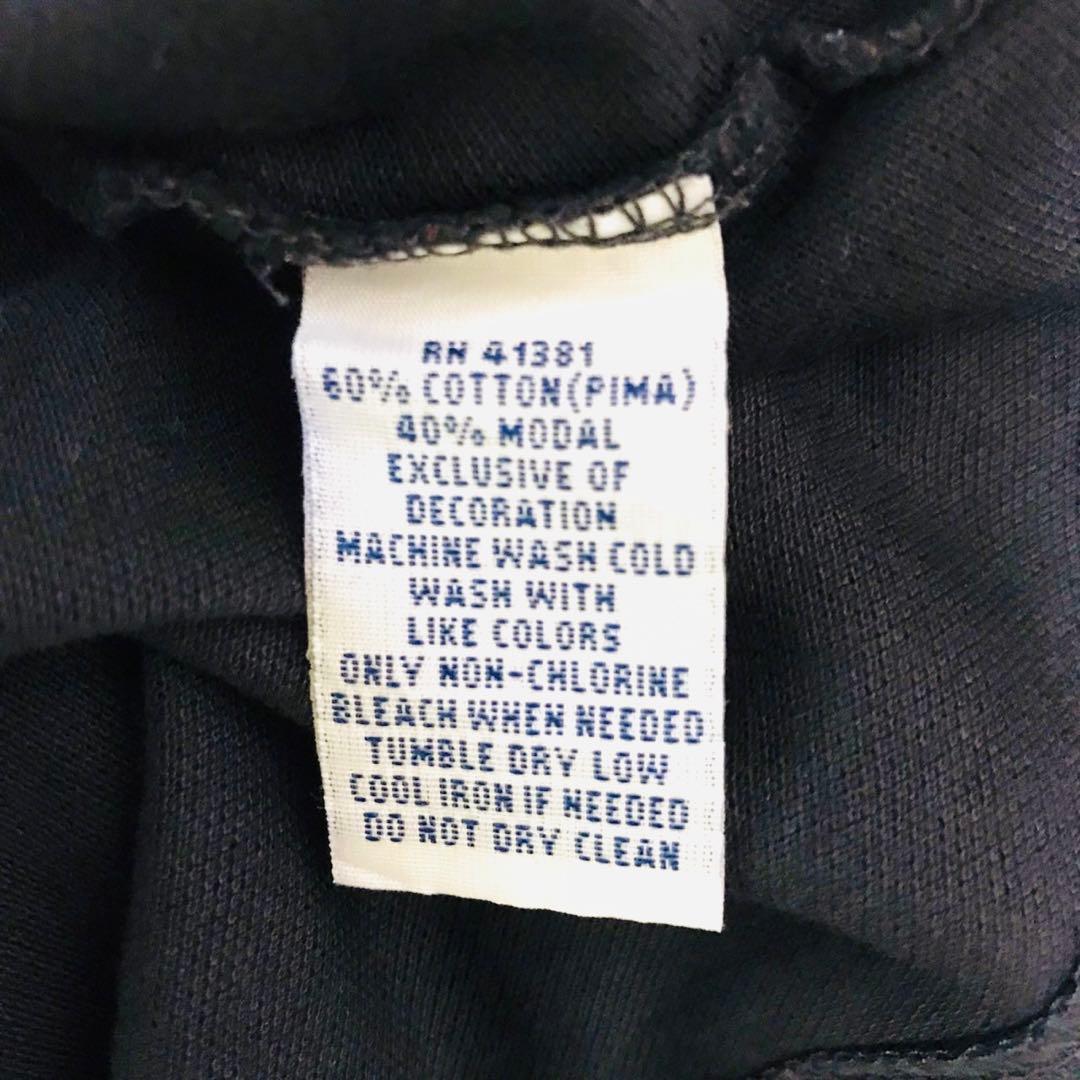 RN 41381
60% COTTON(PIMA)
40% MODAL
EXCLUSIVE OF
DECORATION
MACHINE WASH COLD
WASH WITH
LIKE COLORS
ONLY NON-CHLORINE
BLEACH WHEN NEEDED
TUMBLE DRY LOW
COOL IRON IF NEEDED
DO NOT DRY CLEAN